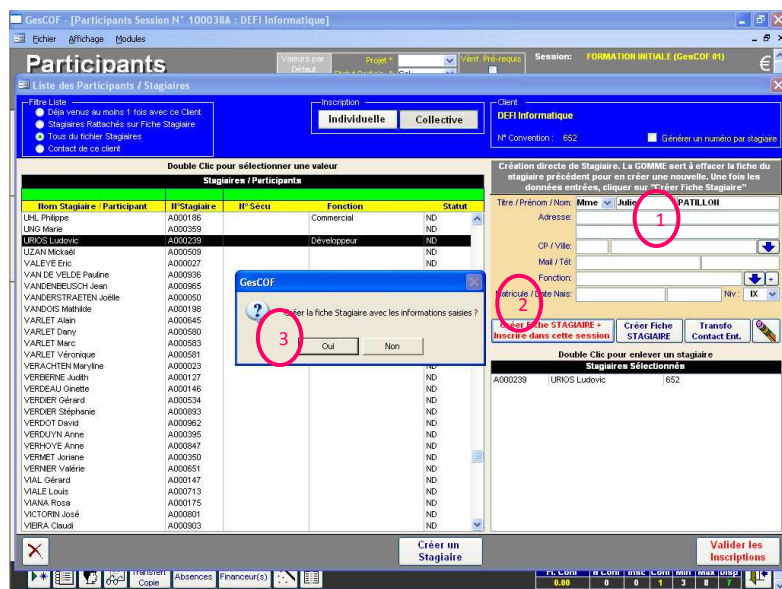 GesCOF - [Participants Session N° 100038A : DEFI Informatique]
Fichier Affichage Modules
Participants
Valeurs par Défaut
Projet *:
Vérif. Pré-requis
Session: FORMATION INITIALE (GesCOF 01)
€
Liste des Participants / Stagiaires
Filtre Liste
Déja venus au moins 1 fois avec ce Client
Stagiaires Rattachés sur Fiche Stagiaire
Tous du fichier Stagiaires
Contact de ce client
Inscription
Individuelle Collective
Client
DEFI Informatique
N° Convention : 652
Générer un numéro par stagiaire
Double Clic pour sélectionner une valeur
Stagiaires / Participants
Nom Stagiaire / Participant N°Stagiaire N° Sécu Fonction Statut
UHL Philippe A000186 Commercial ND
UNG Marie A000359 ND
URIOS Ludovic A000239 Développeur ND
UZAN Mickaël A000509 ND
VALEYE Eric A000027 ND
VAN DE VELDE Pauline A000936 ND
VANDENBEUSCH Jean A000965 ND
VANDERSTRAETEN Joëlle A000050 ND
VANDOIS Mathilde A000198 ND
VARLET Alain A000645 ND
VARLET Dany A000580 ND
VARLET Marc A000583 ND
VARLET Véronique A000581 ND
VERACHTEN Maryline A000023 ND
VERBERNE Judith A000127 ND
VERDEAU Ginette A000146 ND
VERDIER Gérard A000534 ND
VERDIER Stéphanie A000893 ND
VERDOT David A000962 ND
VERDUYN Anne A000395 ND
VERHOYE Anne A000847 ND
VERMET Joriane A000350 ND
VERNIER Valérie A000651 ND
VIAL Gérard A000147 ND
VIALE Louis A000713 ND
VIANA Rosa A000175 ND
VICTORIN José A000801 ND
VIEIRA Claudi A000903 ND
Création directe de Stagiaire. La GOMME sert à effacer la fiche du
stagiaire précédent pour en créer une nouvelle. Une fois les
données entrées, cliquer sur "Créer Fiche Stagiaire"
Titre / Prénom / Nom: Mme Julie PATILLON
1
Adresse:
CP / Ville:
Mail / Tél:
Fonction:
+
Matricule / Date Nais: Niv : IX
2
Créer Fiche STAGIAIRE +
Inscrire dans cette session
Créer Fiche
STAGIAIRE
Transfo
Contact Ent.
Double Clic pour enlever un stagiaire
Stagiaires Sélectionnés
A000239 URIOS Ludovic 652
GesCOF
Créer la fiche Stagiaire avec les informations saisies ?
3
Oui Non
Créer un
Stagiaire
Valider les
Inscriptions
Transfert
Copie
Absences Financeur(s)
0.00 0 0 1 3 8 7